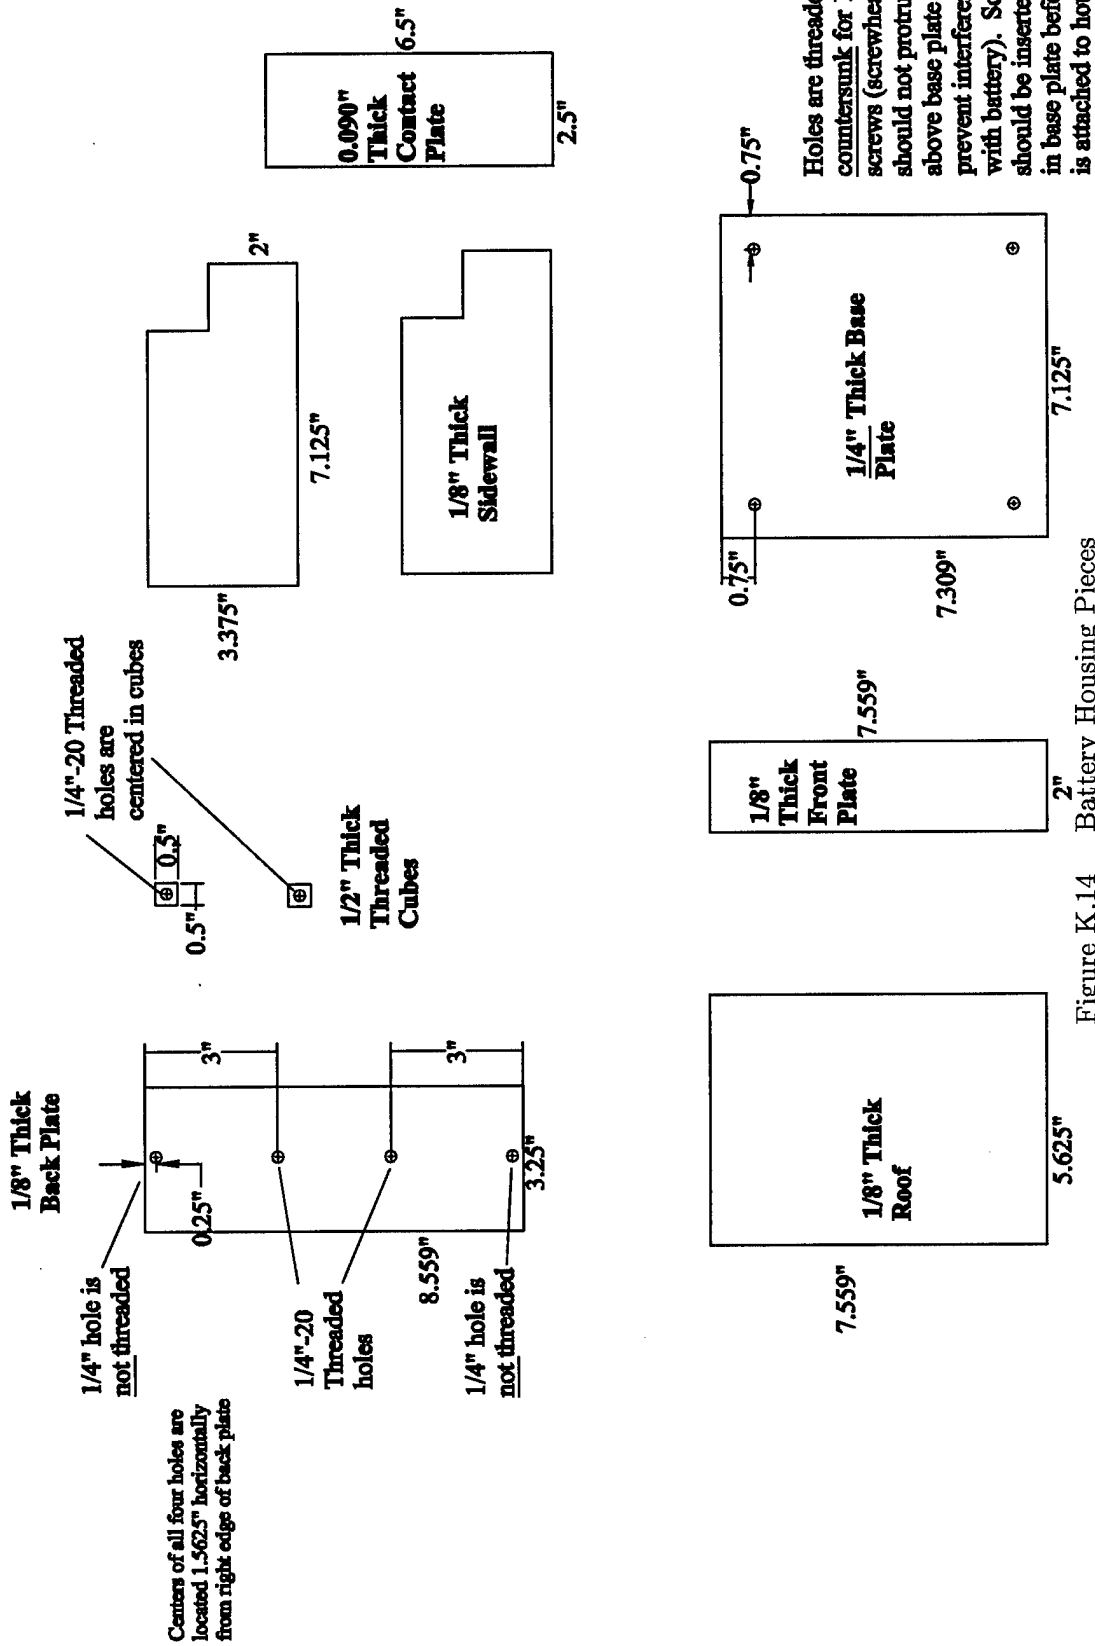 Centers of all four holes are
located 1.5625" horizontally
from right edge of back plate
1/4" hole is
not threaded
1/8" Thick
Back Plate
0.25"
3"
3"
1/4"-20
Threaded
holes
8.559"
1/4" hole is
not threaded
3.25"
1/4"-20 Threaded
holes are
centered in cubes
0.5"
0.5"
1/2" Thick
Threaded
Cubes
3.375"
7.125"
2"
1/8" Thick
Sidewall
0.090"
Thick
Contact
Plate
6.5"
2.5"
7.559"
1/8" Thick
Roof
5.625"
1/8"
Thick
Front
Plate
7.559"
2"
0.75"
0.75"
7.309"
1/4" Thick Base
Plate
7.125"
Holes are threade
countersunk for
screws (screwhea
should not protru
above base plate
prevent interfere
with battery). Sc
should be inserte
in base plate befo
is attached to hou
Figure K.14 Battery Housing Pieces